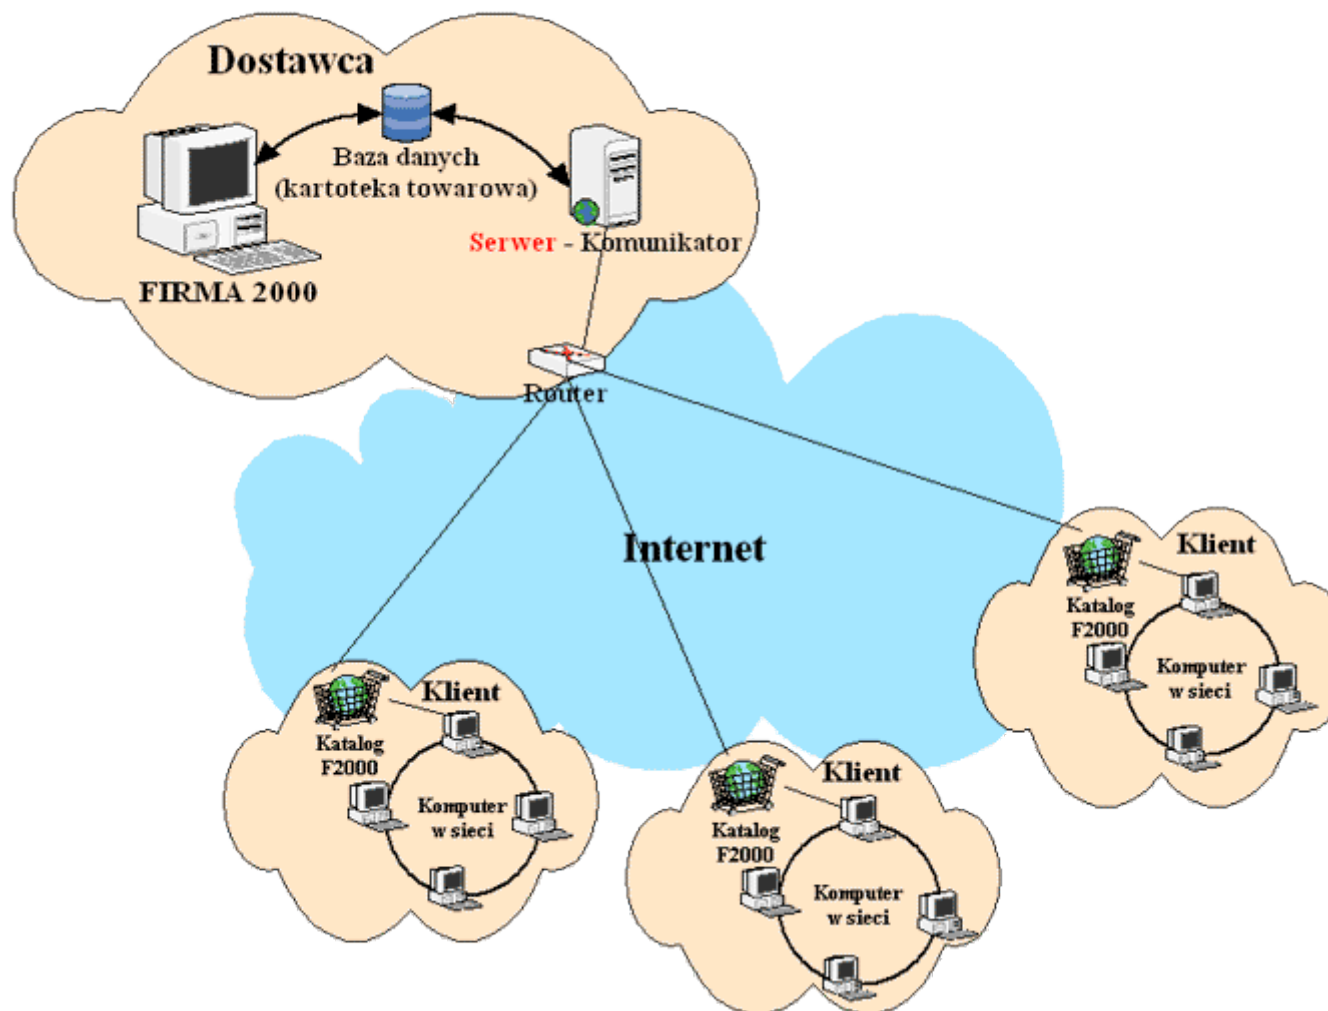 Dostawca
Baza danych
(kartoteka towarowa)
Serwer - Komunikator
FIRMA 2000
Router
Internet
Klient
Katalog
F2000
Komputer
w sieci
Klient
Katalog
F2000
Komputer
w sieci
Klient
Katalog
F2000
Komputer
w sieci